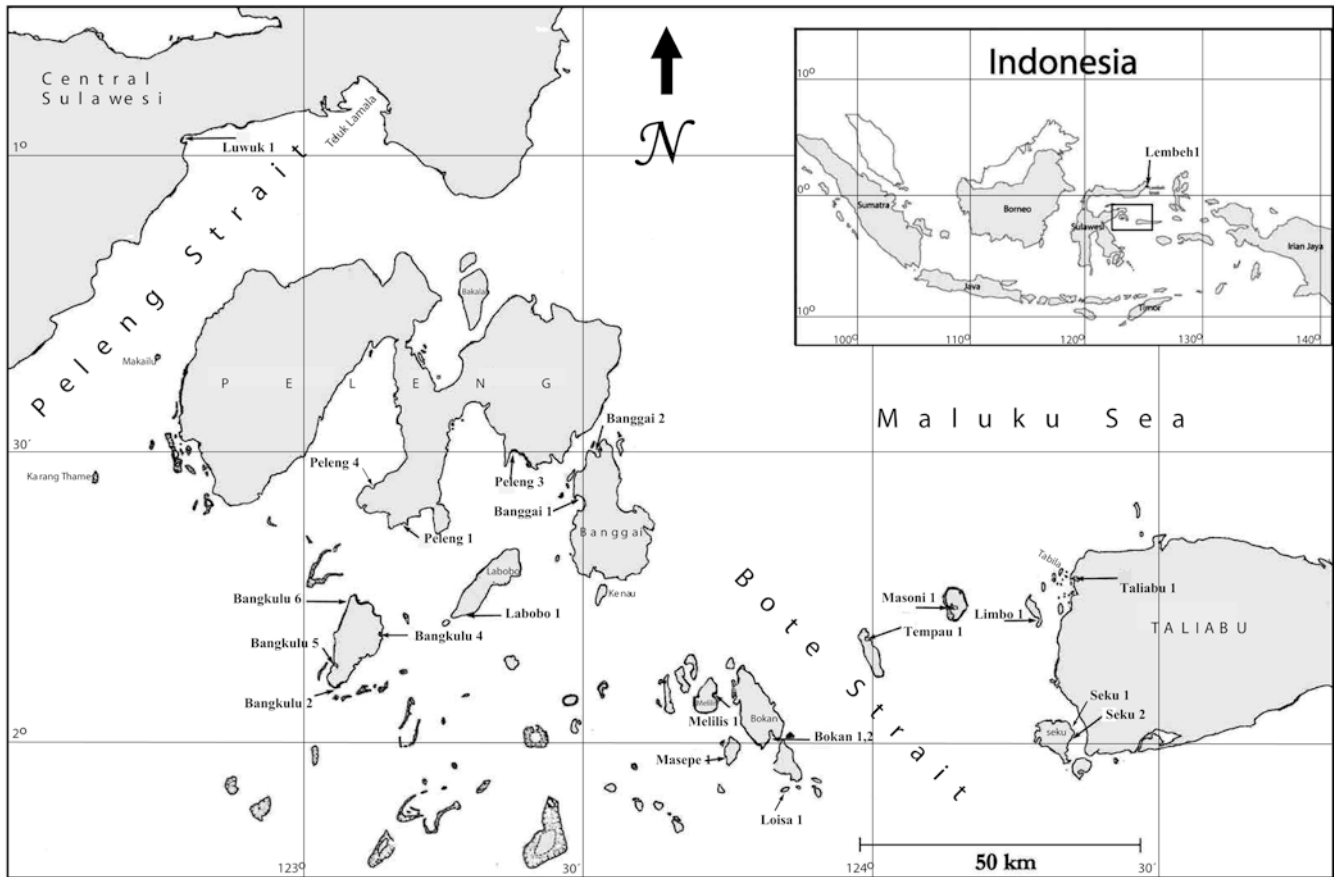 Central
Sulawesi
Luwuk 1
Teluk Lamala
N
1°
Peleng Strait
Indonesia
10°
0°
10°
100°
110°
120°
130°
140°
Lembeh1
Sumatra
Borneo
Sulawesi
Irian Jaya
Java
Timor
Makailu
PELENG
Maluku Sea
30´
Karang Thames
Peleng 4
Peleng 3
Peleng 1
Banggai 2
Banggai 1
Banggai
Labobo
Labobo 1
Kenau
Bangkulu 6
Bangkulu 4
Bangkulu 5
Bangkulu 2
Bote Strait
Masoni 1
Tempau 1
Limbo 1
Tabila
Taliabu 1
TALIABU
Seku 1
Seku 2
seku
Melilis 1
Bokan
Bokan 1,2
Masepe 1
Loisa 1
2°
123°
30´
124°
30´
50 km